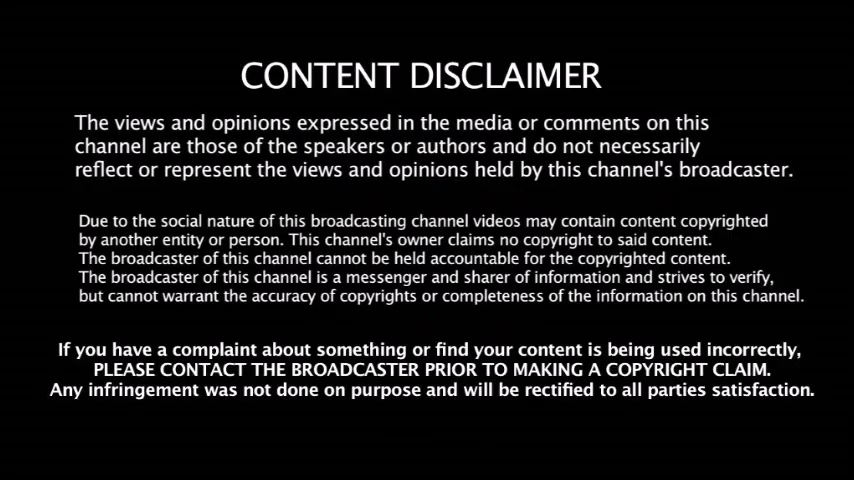 CONTENT DISCLAIMER
The views and opinions expressed in the media or comments on this
channel are those of the speakers or authors and do not necessarily
reflect or represent the views and opinions held by this channel's broadcaster.
Due to the social nature of this broadcasting channel videos may contain content copyrighted
by another entity or person. This channel's owner claims no copyright to said content.
The broadcaster of this channel cannot be held accountable for the copyrighted content.
The broadcaster of this channel is a messenger and sharer of information and strives to verify,
but cannot warrant the accuracy of copyrights or completeness of the information on this channel.
If you have a complaint about something or find your content is being used incorrectly,
PLEASE CONTACT THE BROADCASTER PRIOR TO MAKING A COPYRIGHT CLAIM.
Any infringement was not done on purpose and will be rectified to all parties satisfaction.